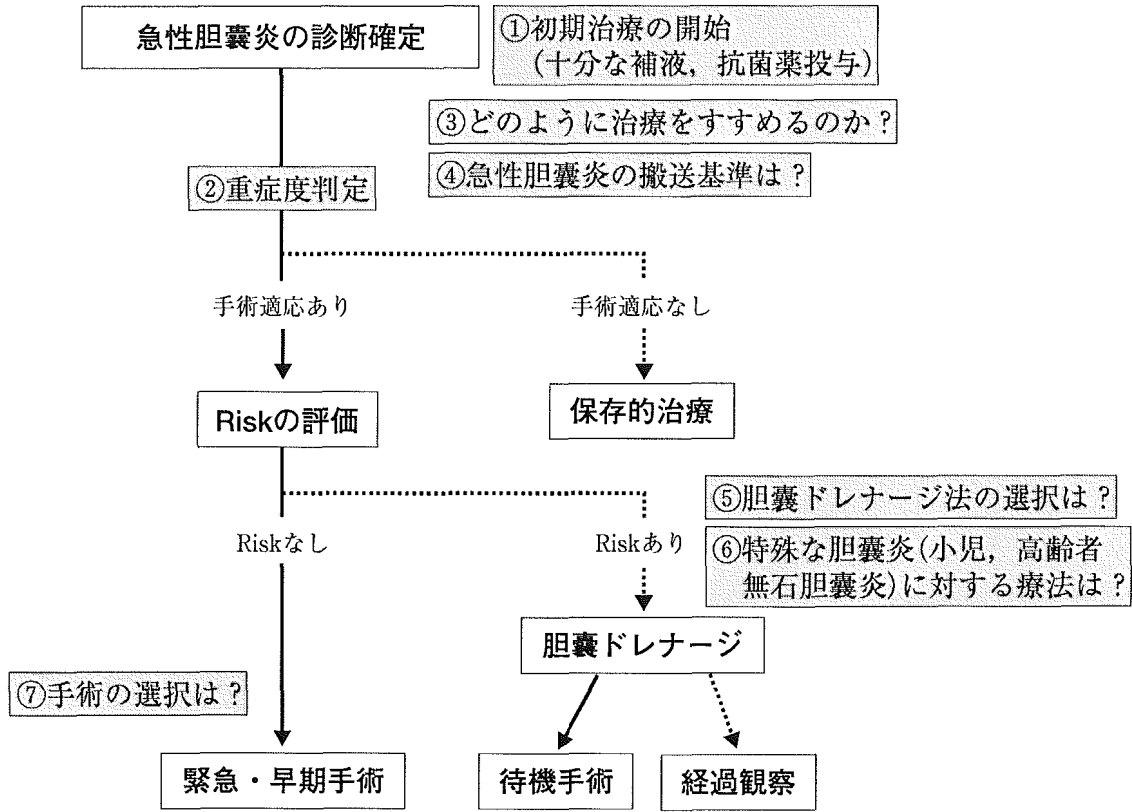 急性胆嚢炎の診断確定
①初期治療の開始
(十分な補液，抗菌薬投与)
③どのように治療をすすめるのか？
④急性胆嚢炎の搬送基準は？
②重症度判定
手術適応あり
手術適応なし
Riskの評価
保存的治療
⑤胆嚢ドレナージ法の選択は？
Riskなし
Riskあり
⑥特殊な胆嚢炎(小児，高齢者
無石胆嚢炎)に対する療法は？
胆嚢ドレナージ
⑦手術の選択は？
緊急・早期手術
待機手術
経過観察